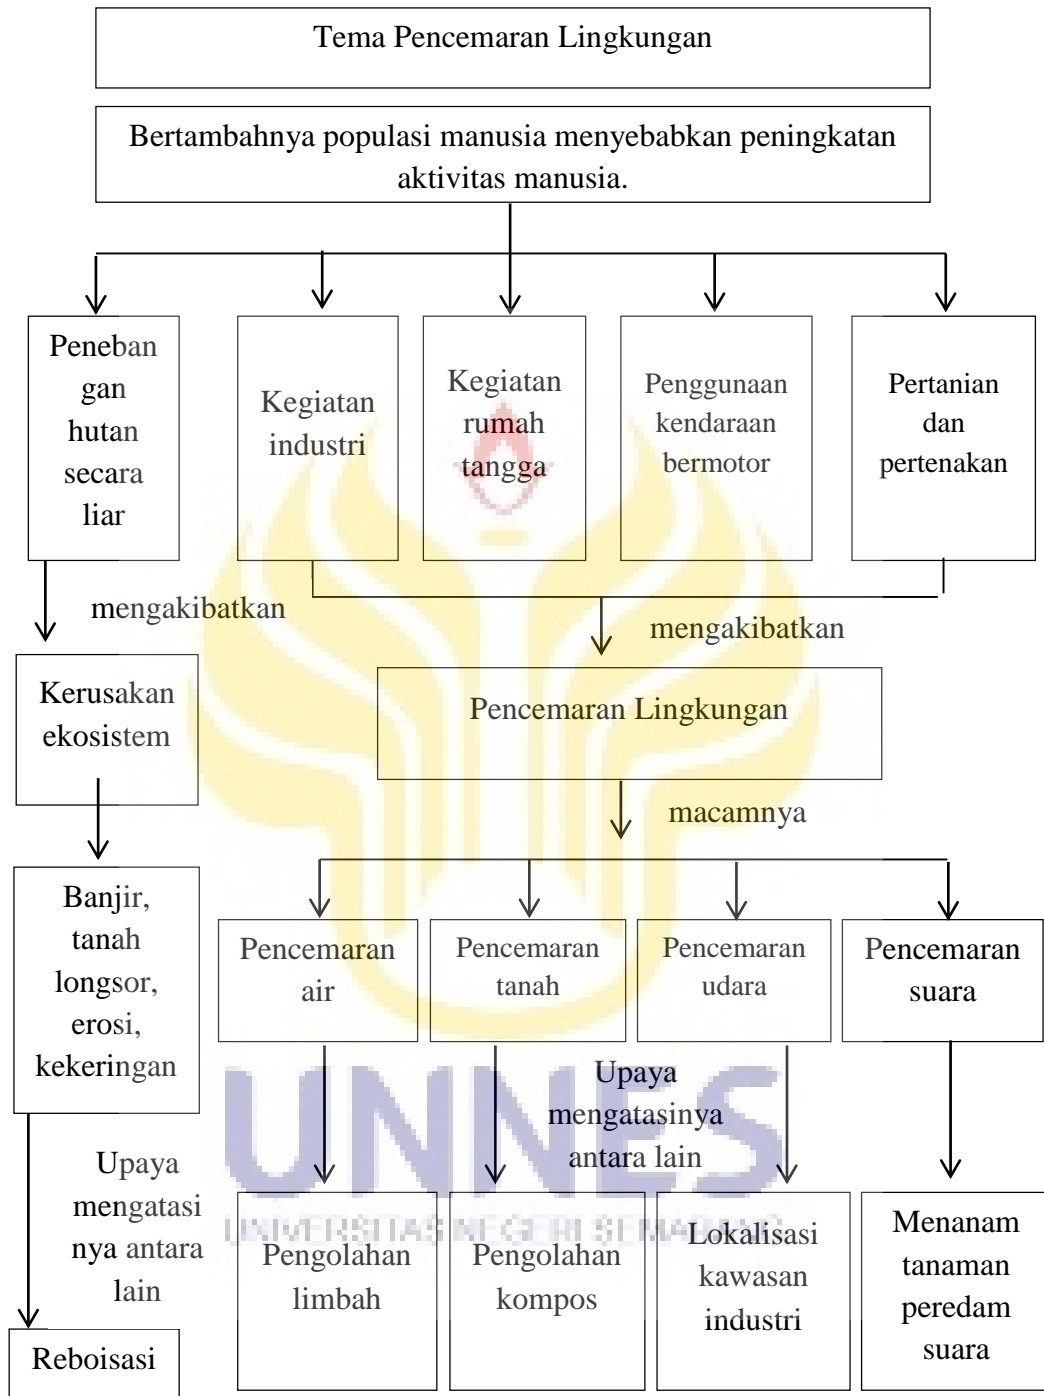 Tema Pencemaran Lingkungan
Bertambahnya populasi manusia menyebabkan peningkatan
aktivitas manusia.
Peneban
gan
hutan
secara
liar
Kegiatan
industri
Kegiatan
rumah
tangga
Penggunaan
kendaraan
bermotor
Pertanian
dan
pertenakan
mengakibatkan
mengakibatkan
Kerusakan
ekosistem
Pencemaran Lingkungan
macamnya
Banjir,
tanah
longsor,
erosi,
kekeringan
Pencemaran
air
Pencemaran
tanah
Pencemaran
udara
Pencemaran
suara
Upaya
mengatasi
nya antara
lain
Upaya
mengatasinya
antara lain
UNNES
UNIVERSITAS NEGERI SEMARANG
Reboisasi
Pengolahan
limbah
Pengolahan
kompos
Lokalisasi
kawasan
industri
Menanam
tanaman
peredam
suara